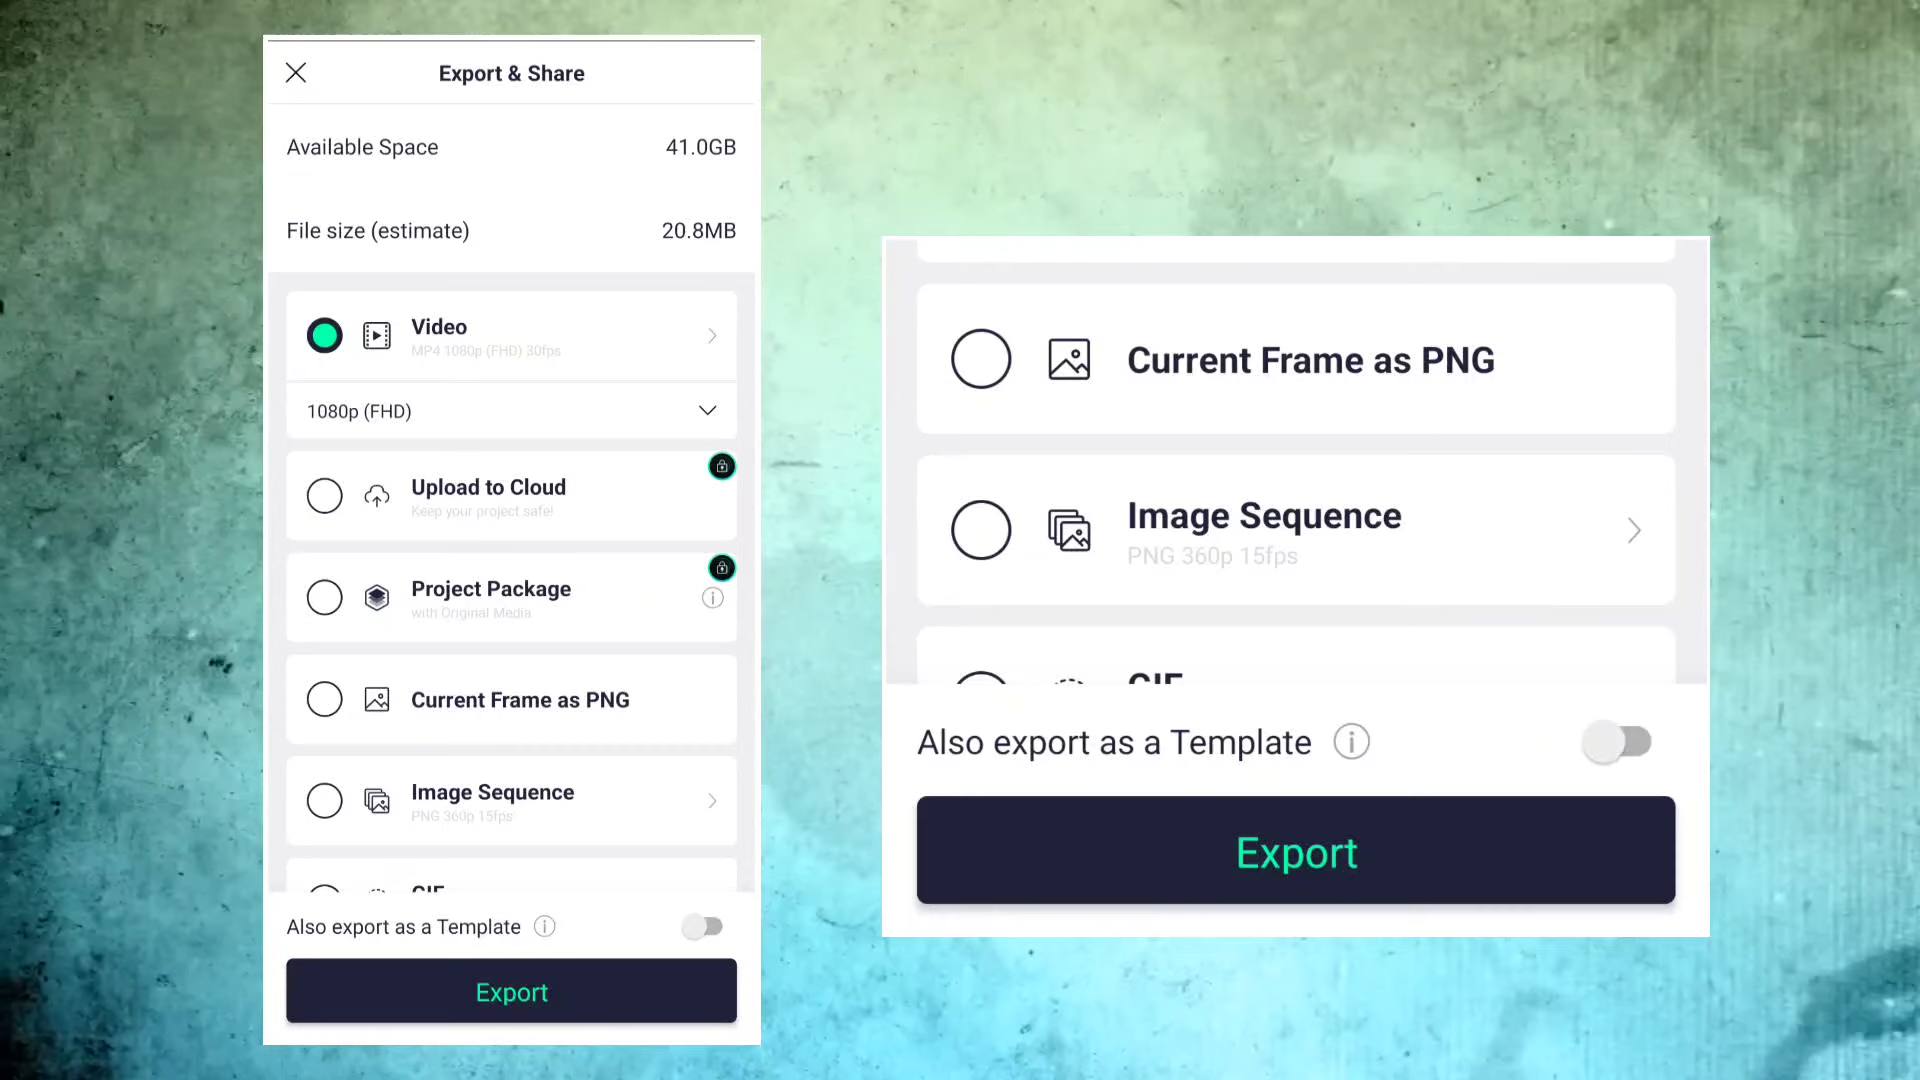 Export & Share
Available Space 41.0GB
File size (estimate) 20.8MB
Video
MP4 1080p (FHD) 30fps
1080p (FHD)
Upload to Cloud
Keep your project safe!
Project Package
with Original Media
Current Frame as PNG
Image Sequence
PNG 360p 15fps
GIF
Also export as a Template
Export
Current Frame as PNG
Image Sequence
PNG 360p 15fps
GIF
Also export as a Template
Export